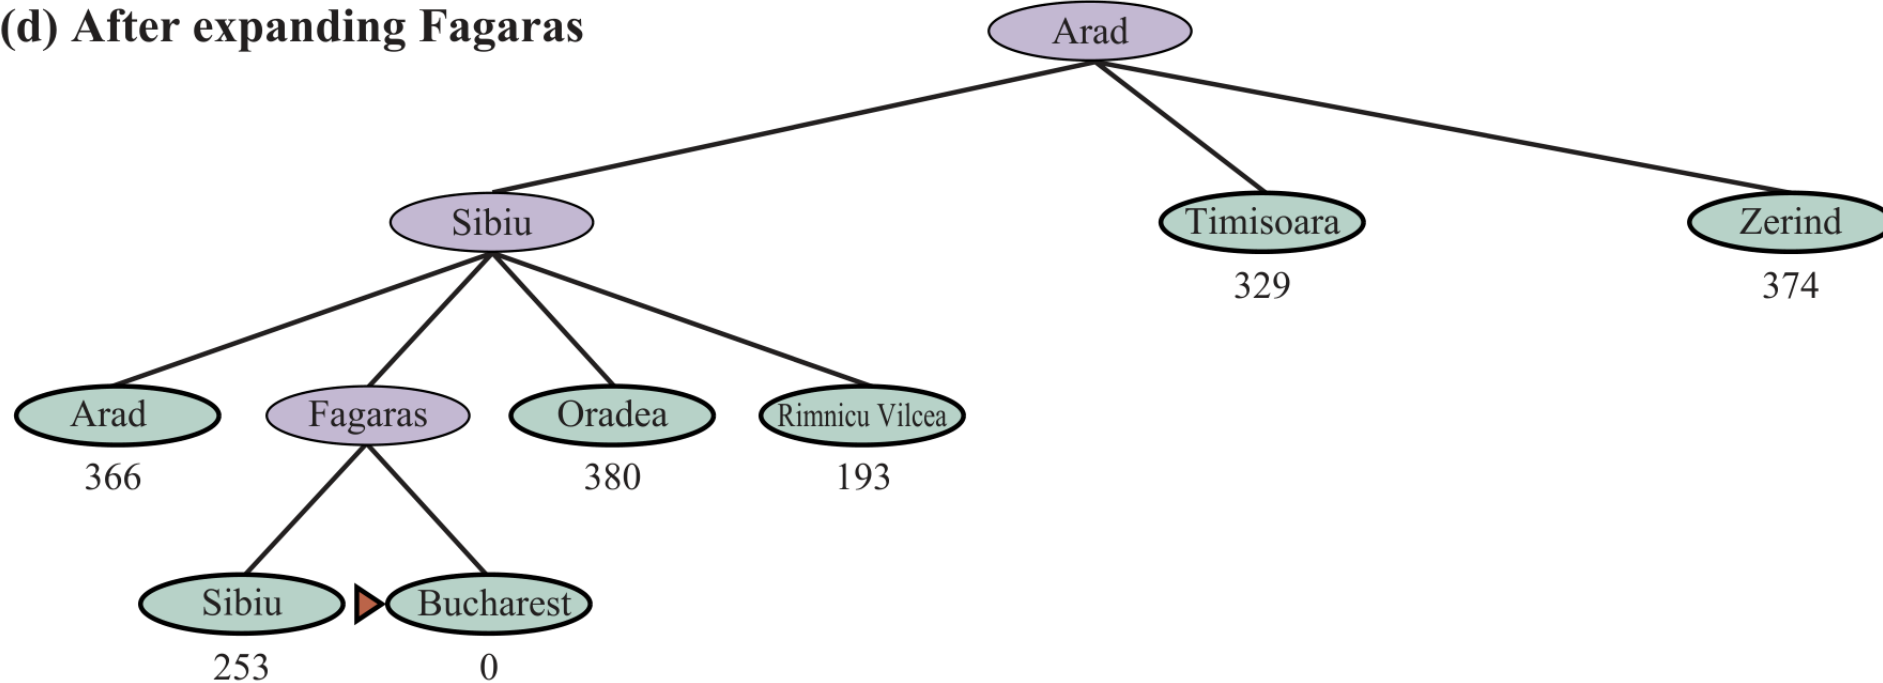 (d) After expanding Fagaras
Arad
Sibiu
Timisoara
Zerind
329
374
Arad
Fagaras
Oradea
Rimnicu Vilcea
366
380
193
Sibiu
Bucharest
253
0